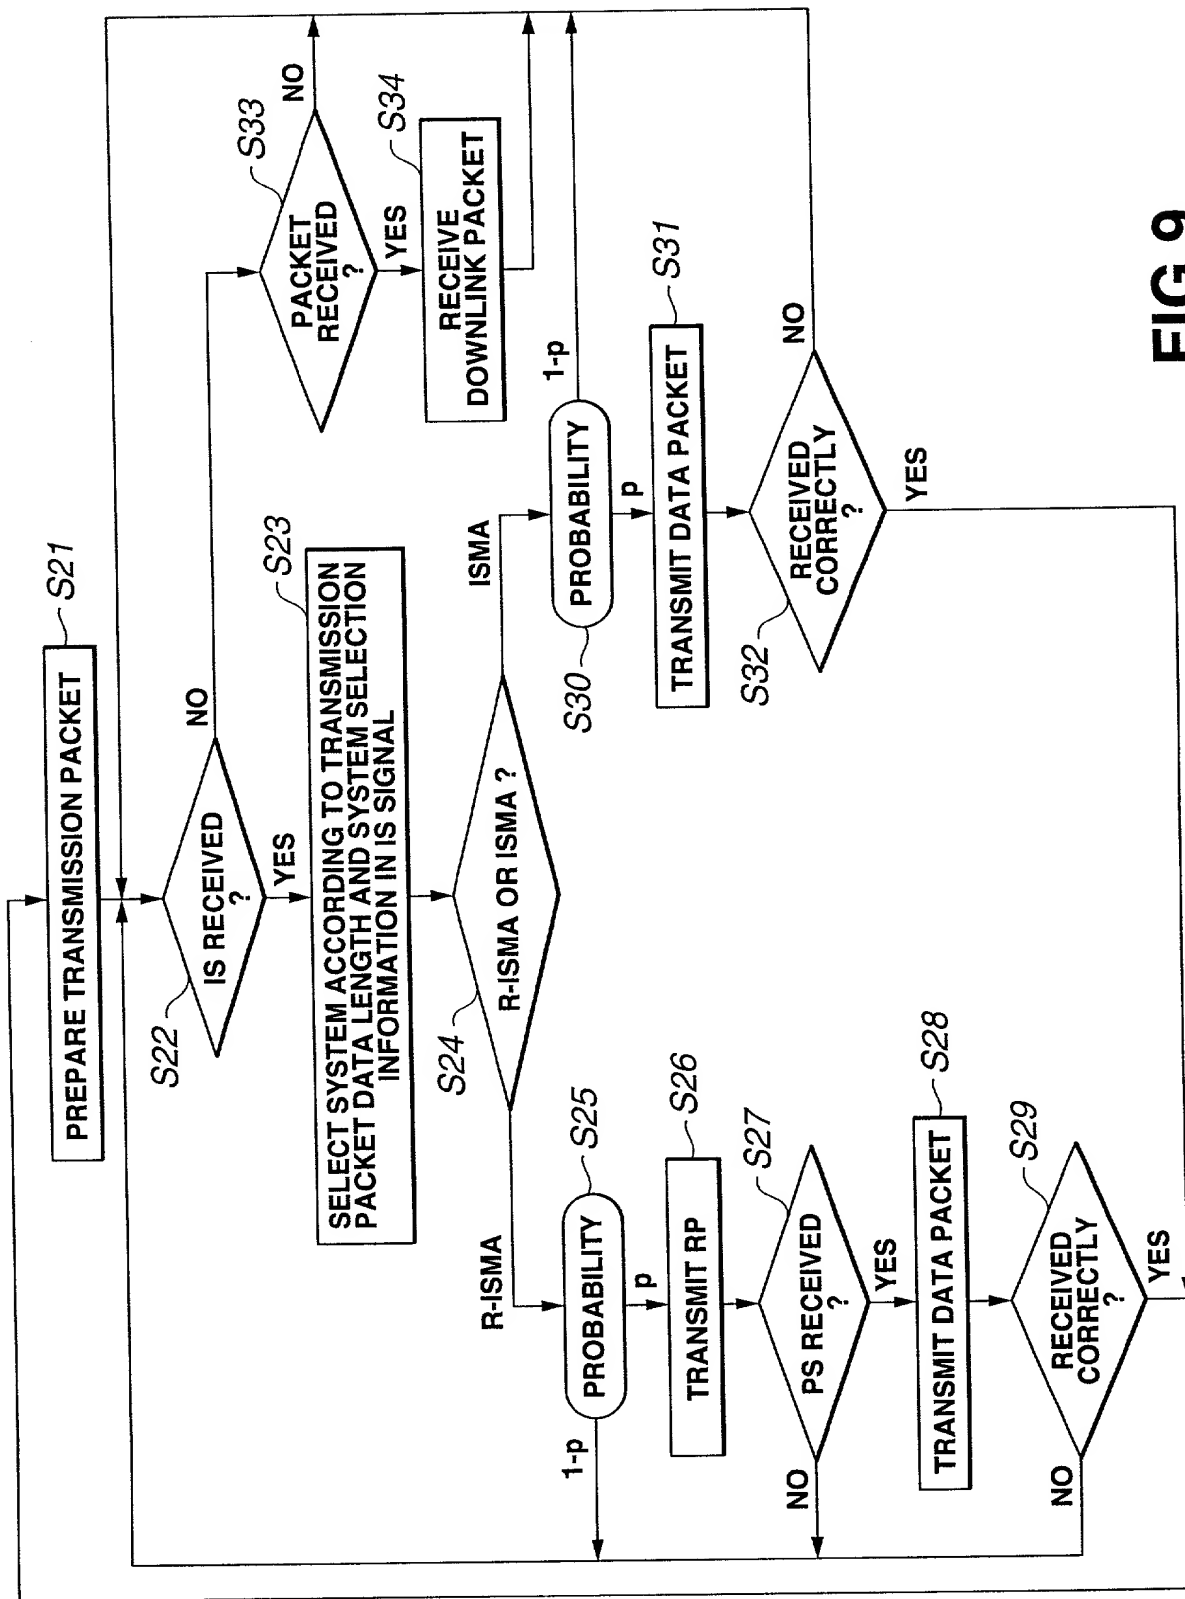 S21
PREPARE TRANSMISSION PACKET
S22
IS RECEIVED
?
NO
YES
S23
SELECT SYSTEM ACCORDING TO TRANSMISSION
PACKET DATA LENGTH AND SYSTEM SELECTION
INFORMATION IN IS SIGNAL
S24
R-ISMA OR ISMA ?
R-ISMA
ISMA
S25
PROBABILITY
1-p
p
S26
TRANSMIT RP
S27
PS RECEIVED
?
NO
YES
S28
TRANSMIT DATA PACKET
S29
RECEIVED
CORRECTLY
?
NO
YES
S30
PROBABILITY
1-p
p
S31
TRANSMIT DATA PACKET
S32
RECEIVED
CORRECTLY
?
NO
YES
S33
PACKET
RECEIVED
?
NO
YES
S34
RECEIVE
DOWNLINK PACKET
FIG.9